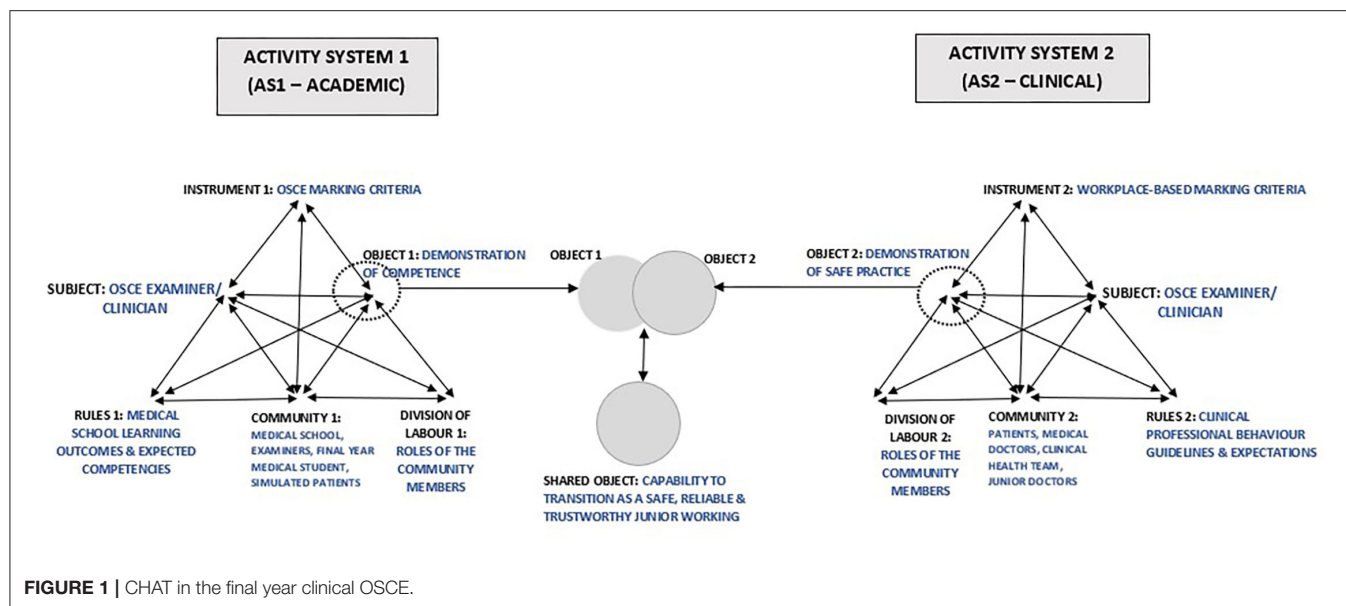 ACTIVITY SYSTEM 1
(AS1 – ACADEMIC)
ACTIVITY SYSTEM 2
(AS2 – CLINICAL)
INSTRUMENT 1: OSCE MARKING CRITERIA
INSTRUMENT 2: WORKPLACE-BASED MARKING CRITERIA
OBJECT 1: DEMONSTRATION
OF COMPETENCE
OBJECT 1
OBJECT 2
OBJECT 2: DEMONSTRATION
OF SAFE PRACTICE
SUBJECT: OSCE EXAMINER/
CLINICIAN
SUBJECT: OSCE EXAMINER/
CLINICIAN
RULES 1: MEDICAL
SCHOOL LEARNING
OUTCOMES & EXPECTED
COMPETENCIES
COMMUNITY 1:
MEDICAL SCHOOL,
EXAMINERS, FINAL YEAR
MEDICAL STUDENT,
SIMULATED PATIENTS
DIVISION OF
LABOUR 1:
ROLES OF THE
COMMUNITY
MEMBERS
SHARED OBJECT: CAPABILITY TO
TRANSITION AS A SAFE, RELIABLE &
TRUSTWORTHY JUNIOR WORKING
DIVISION OF
LABOUR 2:
ROLES OF THE
COMMUNITY
MEMBERS
COMMUNITY 2:
PATIENTS, MEDICAL
DOCTORS, CLINICAL
HEALTH TEAM,
JUNIOR DOCTORS
RULES 2: CLINICAL
PROFESSIONAL BEHAVIOUR
GUIDELINES & EXPECTATIONS
FIGURE 1 | CHAT in the final year clinical OSCE.